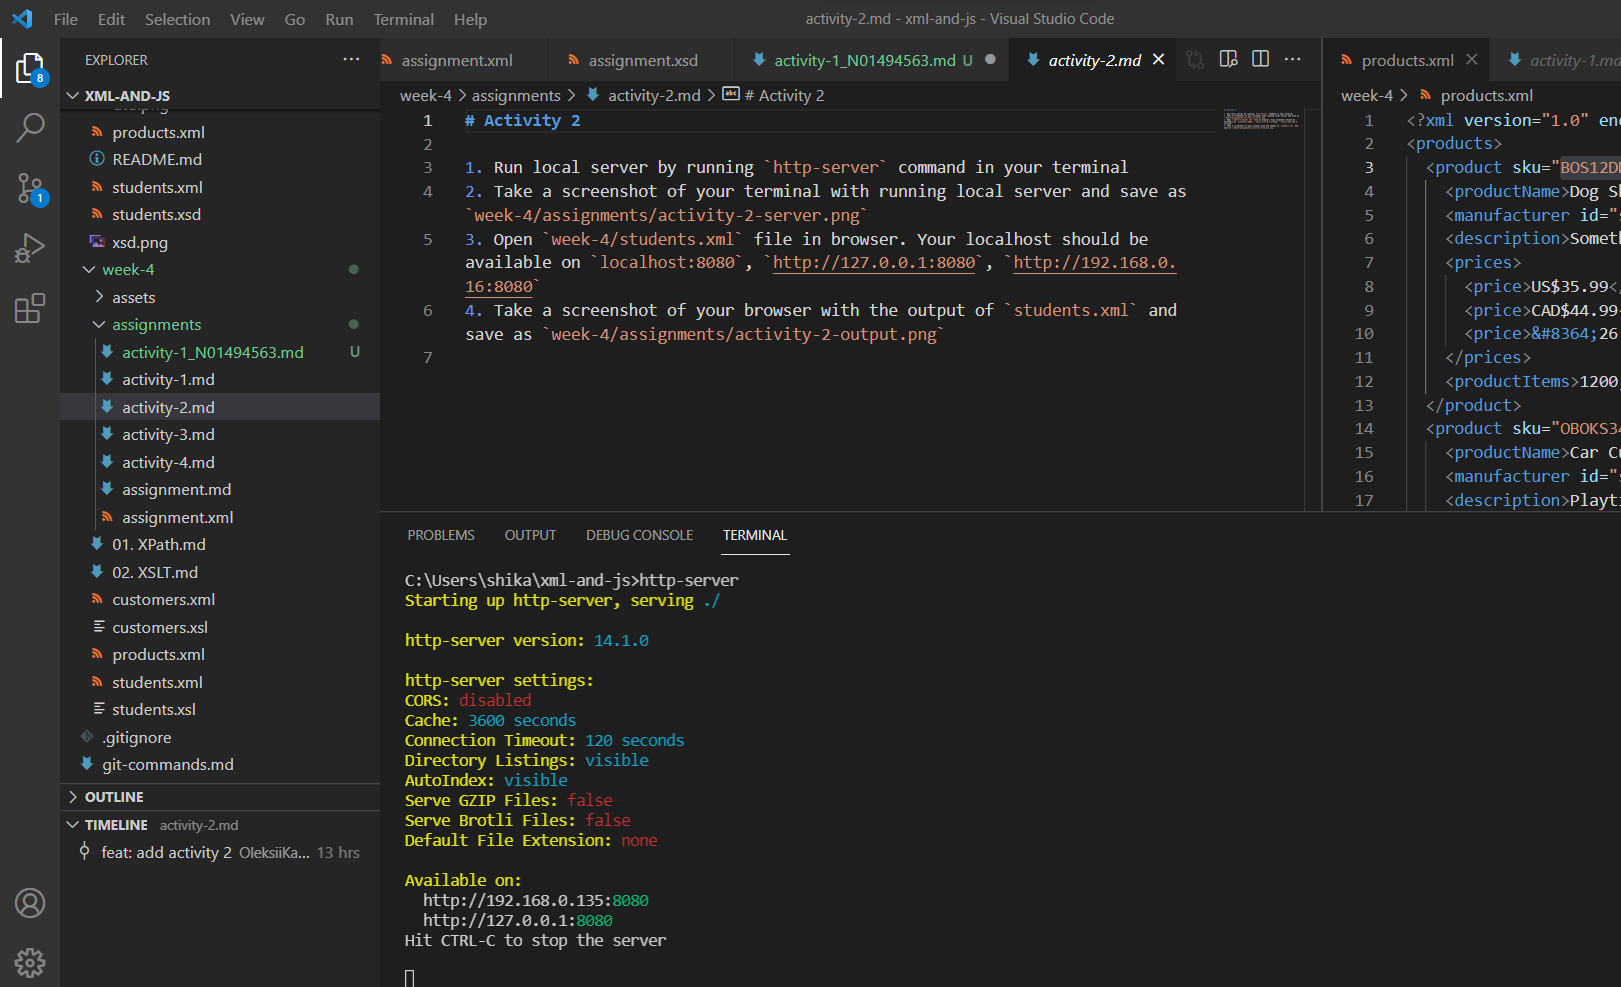 File Edit Selection View Go Run Terminal Help
activity-2.md - xml-and-js - Visual Studio Code
EXPLORER
XML-AND-JS
products.xml
README.md
students.xml
students.xsd
xsd.png
week-4
assets
assignments
activity-1_N01494563.md U
activity-1.md
activity-2.md
activity-3.md
activity-4.md
assignment.md
assignment.xml
01. XPath.md
02. XSLT.md
customers.xml
customers.xsl
products.xml
students.xml
students.xsl
.gitignore
git-commands.md
OUTLINE
TIMELINE activity-2.md
feat: add activity 2 OleksiiKa... 13 hrs
8
1
assignment.xml
assignment.xsd
activity-1_N01494563.md U
activity-2.md
week-4 > assignments > activity-2.md > abc # Activity 2
1 # Activity 2
2
3 1. Run local server by running `http-server` command in your terminal
4 2. Take a screenshot of your terminal with running local server and save as
`week-4/assignments/activity-2-server.png`
5 3. Open `week-4/students.xml` file in browser. Your localhost should be
available on `localhost:8080`, `http://127.0.0.1:8080`, `http://192.168.0.
16:8080`
6 4. Take a screenshot of your browser with the output of `students.xml` and
save as `week-4/assignments/activity-2-output.png`
7
products.xml
activity-1.md
week-4 > products.xml
1 <?xml version="1.0" enc
2 <products>
3 <product sku="BOS12D
4 <productName>Dog S
5 <manufacturer id="s
6 <description>Someth
7 <prices>
8 <price>US$35.99<
9 <price>CAD$44.99
10 <price>&#8364;26
11 </prices>
12 <productItems>1200
13 </product>
14 <product sku="OBOKS34
15 <productName>Car C
16 <manufacturer id="s
17 <description>Playti
PROBLEMS OUTPUT DEBUG CONSOLE TERMINAL
C:\Users\shika\xml-and-js>http-server
Starting up http-server, serving ./
http-server version: 14.1.0
http-server settings:
CORS: disabled
Cache: 3600 seconds
Connection Timeout: 120 seconds
Directory Listings: visible
AutoIndex: visible
Serve GZIP Files: false
Serve Brotli Files: false
Default File Extension: none
Available on:
http://192.168.0.135:8080
http://127.0.0.1:8080
Hit CTRL-C to stop the server